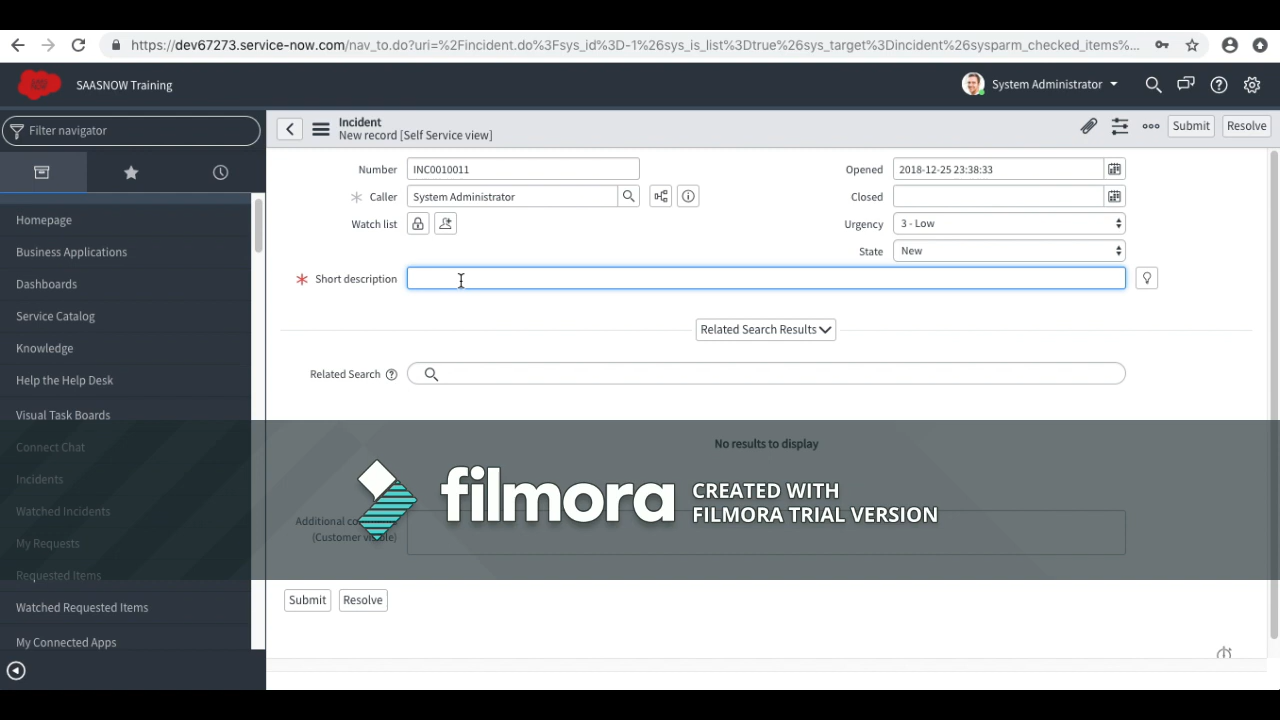 https://dev67273.service-now.com/nav_to.do?uri=%2Fincident.do%3Fsys_id%3D-1%26sys_is_list%3Dtrue%26sys_target%3Dincident%26sysparm_checked_items%...
SAASNOW Training
System Administrator
Filter navigator
Incident
New record [Self Service view]
Submit
Resolve
Number
INC0010011
Opened
2018-12-25 23:38:33
Caller
System Administrator
Closed
Watch list
Urgency
3 - Low
State
New
Short description
Related Search Results
Related Search
No results to display
Homepage
Business Applications
Dashboards
Service Catalog
Knowledge
Help the Help Desk
Visual Task Boards
Connect Chat
Incidents
Watched Incidents
My Requests
Requested Items
Watched Requested Items
My Connected Apps
filmora
CREATED WITH
FILMORA TRIAL VERSION
Additional
(Customer
Submit
Resolve